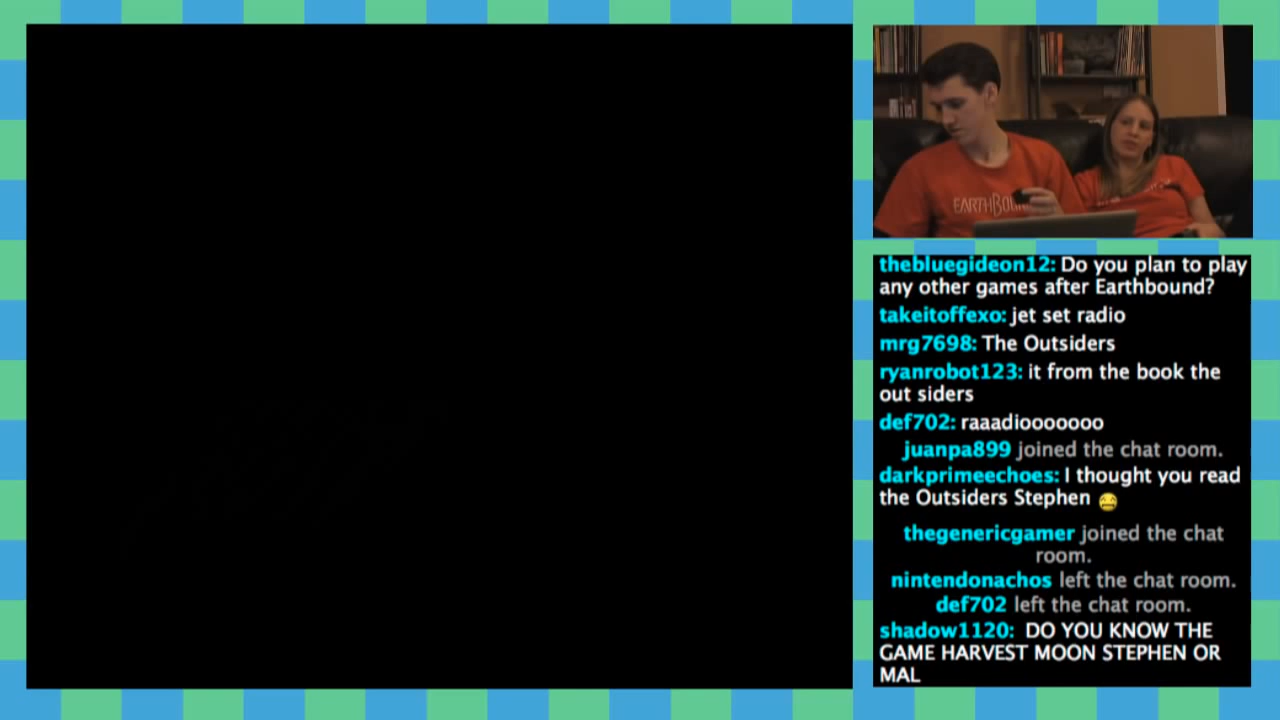 EARTHBOUN
thebluegideon12: Do you plan to play
any other games after Earthbound?
takeitoffexo: jet set radio
mrg7698: The Outsiders
ryanrobot123: it from the book the
out siders
def702: raaadiooooooo
juanpa899 joined the chat room.
darkprimeechoes: I thought you read
the Outsiders Stephen
thegenericgamer joined the chat
room.
nintendonachos left the chat room.
def702 left the chat room.
shadow1120: DO YOU KNOW THE
GAME HARVEST MOON STEPHEN OR
MAL